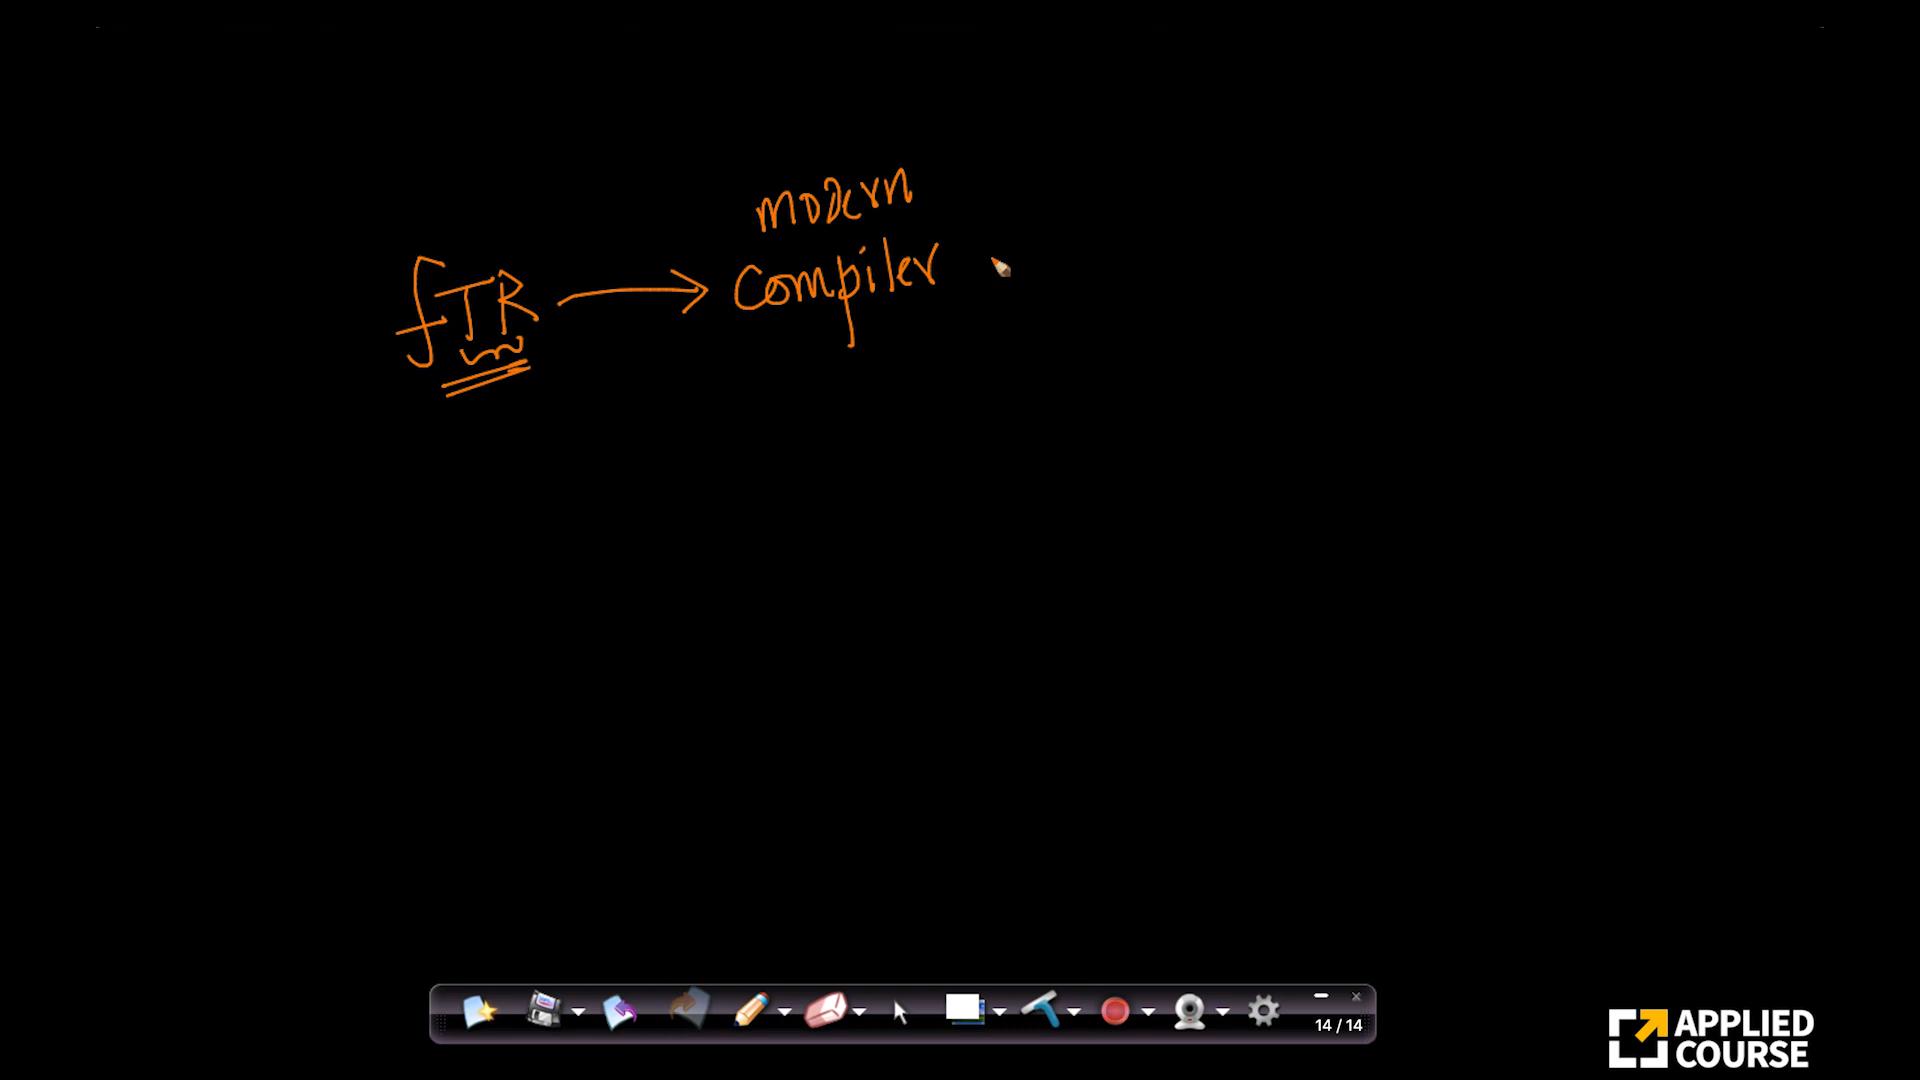 modern
fTR → Compiler
14 / 14
APPLIED
COURSE